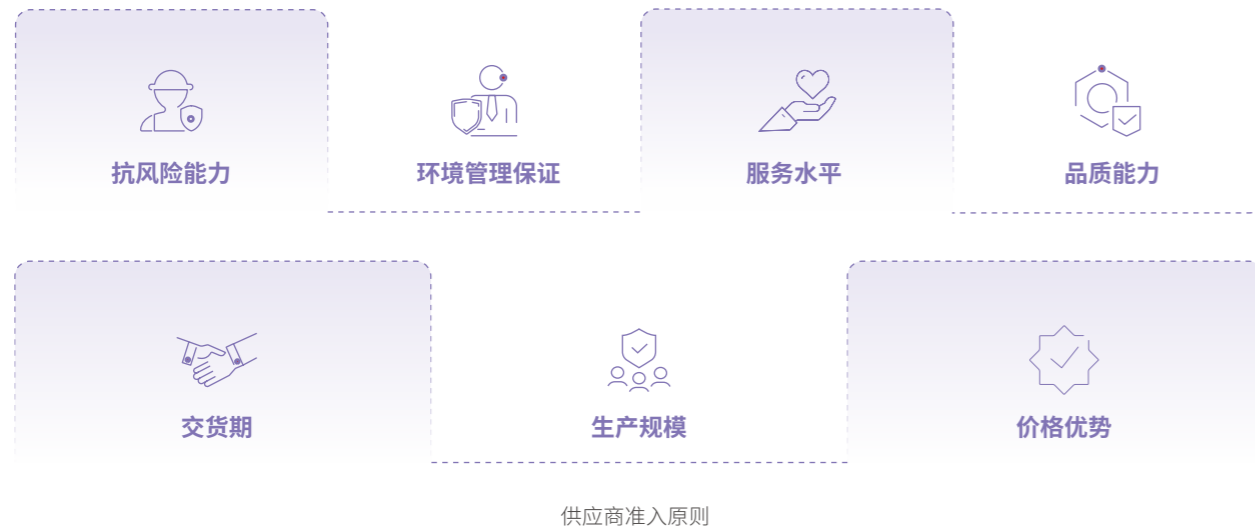 抗风险能力
环境管理保证
服务水平
品质能力
交货期
生产规模
价格优势
供应商准入原则